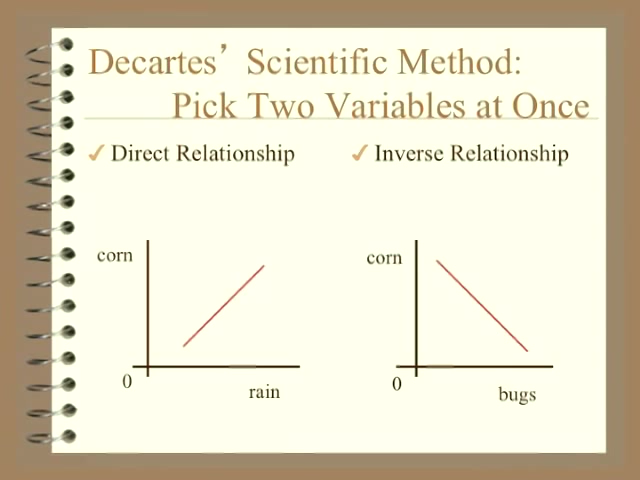 Decartes’ Scientific Method:
Pick Two Variables at Once
✓ Direct Relationship
✓ Inverse Relationship
corn
0
rain
corn
0
bugs